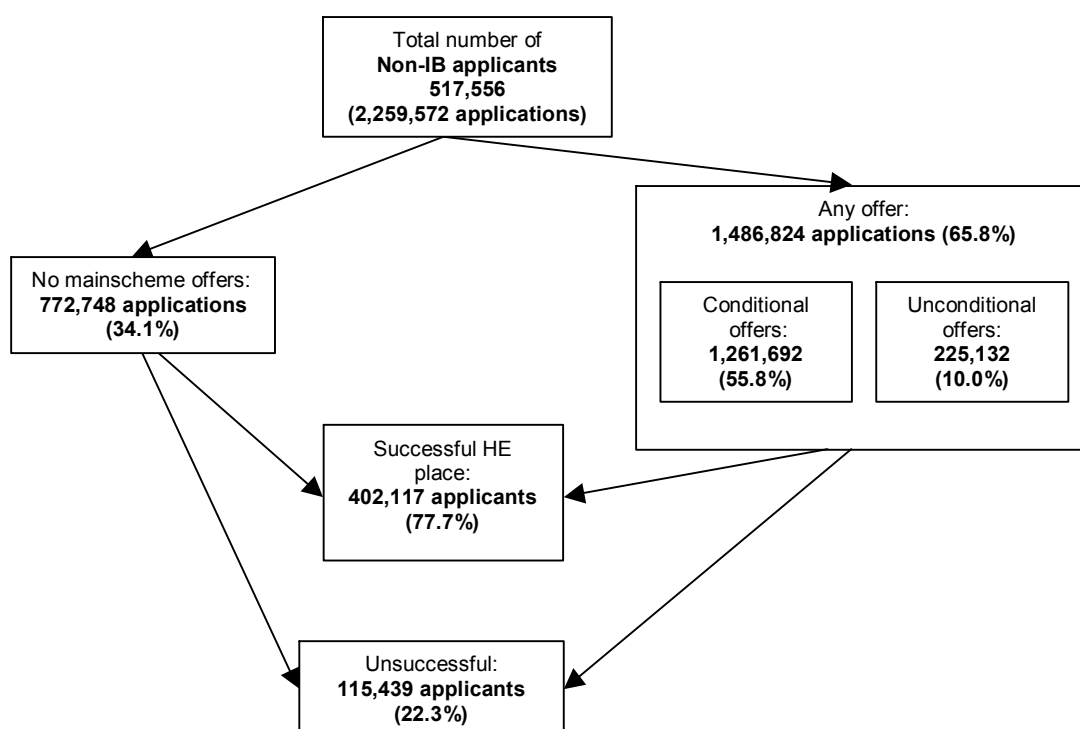 Total number of
Non-IB applicants
517,556
(2,259,572 applications)
Any offer:
1,486,824 applications (65.8%)
No mainscheme offers:
772,748 applications
(34.1%)
Conditional
offers:
1,261,692
(55.8%)
Unconditional
offers:
225,132
(10.0%)
Successful HE
place:
402,117 applicants
(77.7%)
Unsuccessful:
115,439 applicants
(22.3%)